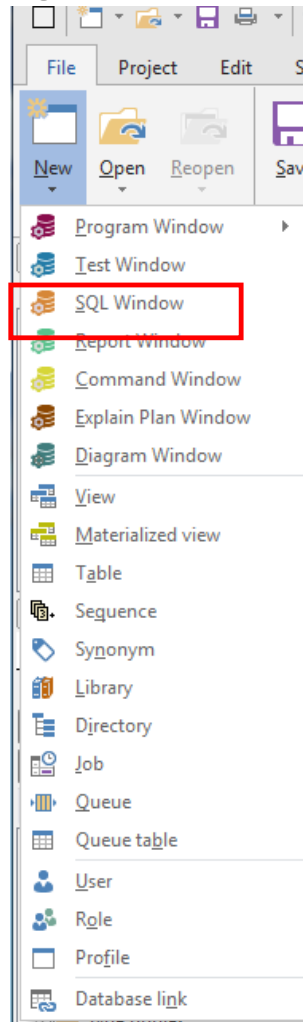 File Project Edit S
New Open Reopen Sav
Program Window
Test Window
SQL Window
Report Window
Command Window
Explain Plan Window
Diagram Window
View
Materialized view
Table
Sequence
Synonym
Library
Directory
Job
Queue
Queue table
User
Role
Profile
Database link